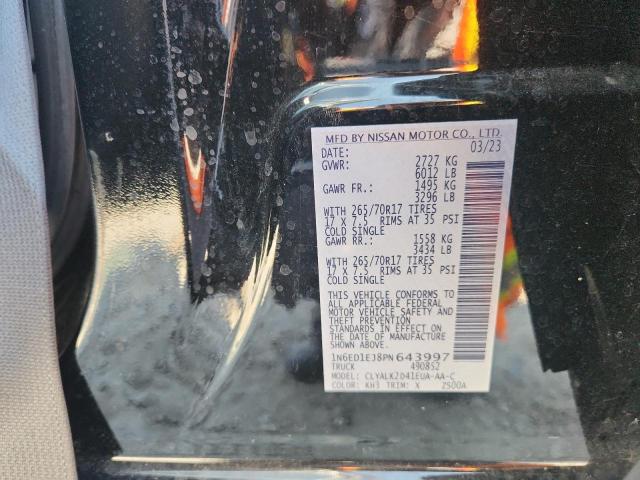 MFD BY NISSAN MOTOR CO., LTD.
DATE: 03/23
GVWR: 2727 KG
6012 LB
GAWR FR.: 1495 KG
3296 LB
WITH 265/70R17 TIRES
17 X 7.5 RIMS AT 35 PSI
COLD SINGLE
GAWR RR.: 1558 KG
3434 LB
WITH 265/70R17 TIRES
17 X 7.5 RIMS AT 35 PSI
COLD SINGLE
THIS VEHICLE CONFORMS TO
ALL APPLICABLE FEDERAL
MOTOR VEHICLE SAFETY AND
THEFT PREVENTION
STANDARDS IN EFFECT ON
THE DATE OF MANUFACTURE
SHOWN ABOVE.
1N6ED1EJ8PN643997
TRUCK 490852
MODEL: CLYALK2D41EUA-AA-C
COLOR: KH3 TRIM: X Z500A